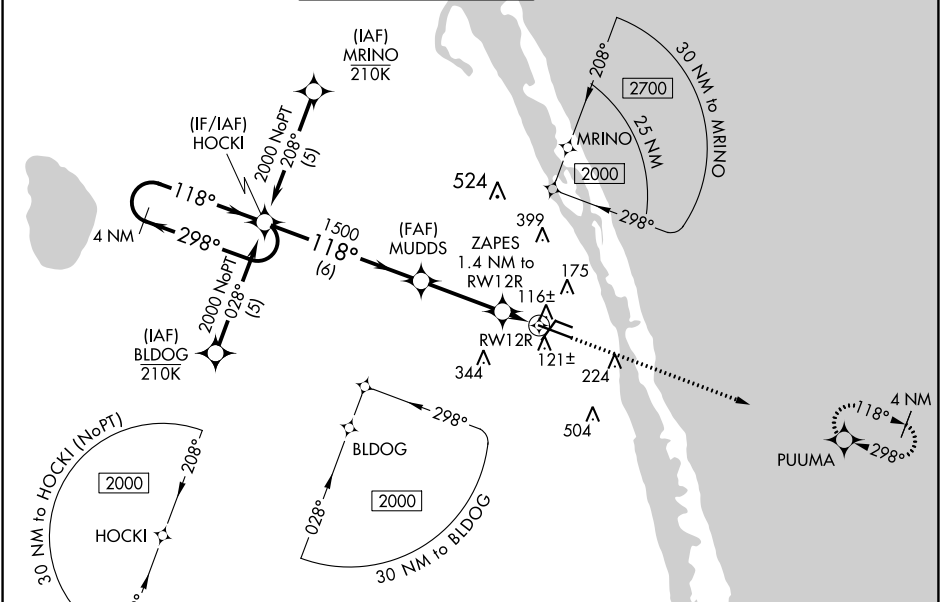 (IAF)
MRINO
210K
(IF/IAF)
HOCKI
2000 NoPT
208°
(5)
118°
298°
4 NM
2000 NoPT
028°
(5)
(IAF)
BLDOG
210K
1500
118°
(6)
(FAF)
MUDDS
ZAPES
1.4 NM to
RW12R
RW12R
524
399
175
116±
121±
344
224
504
208°
30 NM to MRINO
2700
25 NM
MRINO
2000
298°
4 NM
118°
298°
PUUMA
30 NM to HOCKI (NoPT)
208°
2000
HOCKI
298°
BLDOG
028°
2000
30 NM to BLDOG